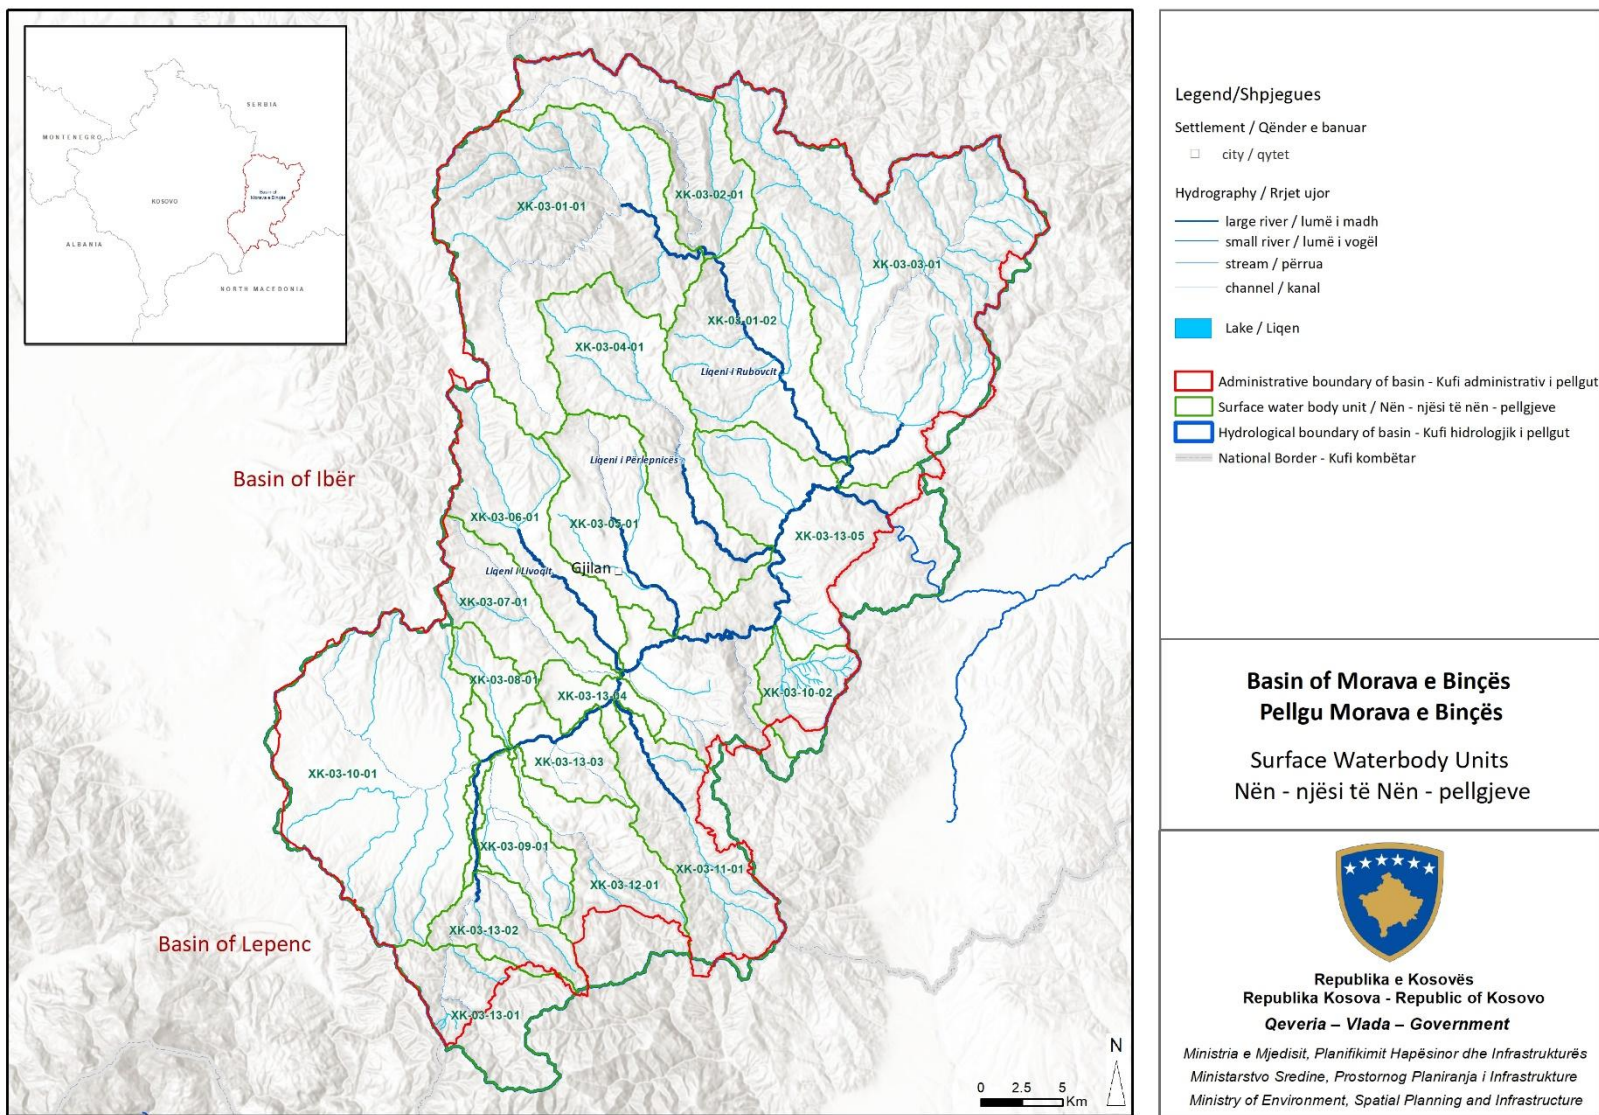 SERBIA
MONTENEGRO
Basin of
Morava e Binçës
KOSOVO
ALBANIA
NORTH MACEDONIA
XK-03-02-01
XK-03-01-01
XK-03-03-01
XK-03-01-02
XK-03-04-01
Liqeni i Rubovcit
Liqeni i Përlepnicës
Basin of Ibër
XK-03-06-01
XK-03-05-01
XK-03-13-05
Liqeni i Livoqit
Gjilan
XK-03-07-01
XK-03-08-01
XK-03-13-04
XK-03-10-02
XK-03-13-03
XK-03-10-01
XK-03-09-01
XK-03-11-01
XK-03-12-01
XK-03-13-02
Basin of Lepenc
XK-03-13-01
N
0 2.5 5
Km
Legend/Shpjegues
Settlement / Qënder e banuar
city / qytet
Hydrography / Rrjet ujor
large river / lumë i madh
small river / lumë i vogël
stream / përrua
channel / kanal
Lake / Liqen
Administrative boundary of basin - Kufi administrativ i pellgut
Surface water body unit / Nën - njësi të nën - pellgjeve
Hydrological boundary of basin - Kufi hidrologjik i pellgut
National Border - Kufi kombëtar
Basin of Morava e Binçës
Pellgu Morava e Binçës
Surface Waterbody Units
Nën - njësi të Nën - pellgjeve
Republika e Kosovës
Republika Kosova - Republic of Kosovo
Qeveria – Vlada – Government
Ministria e Mjedisit, Planifikimit Hapësinor dhe Infrastrukturës
Ministarstvo Sredine, Prostornog Planiranja i Infrastrukture
Ministry of Environment, Spatial Planning and Infrastructure